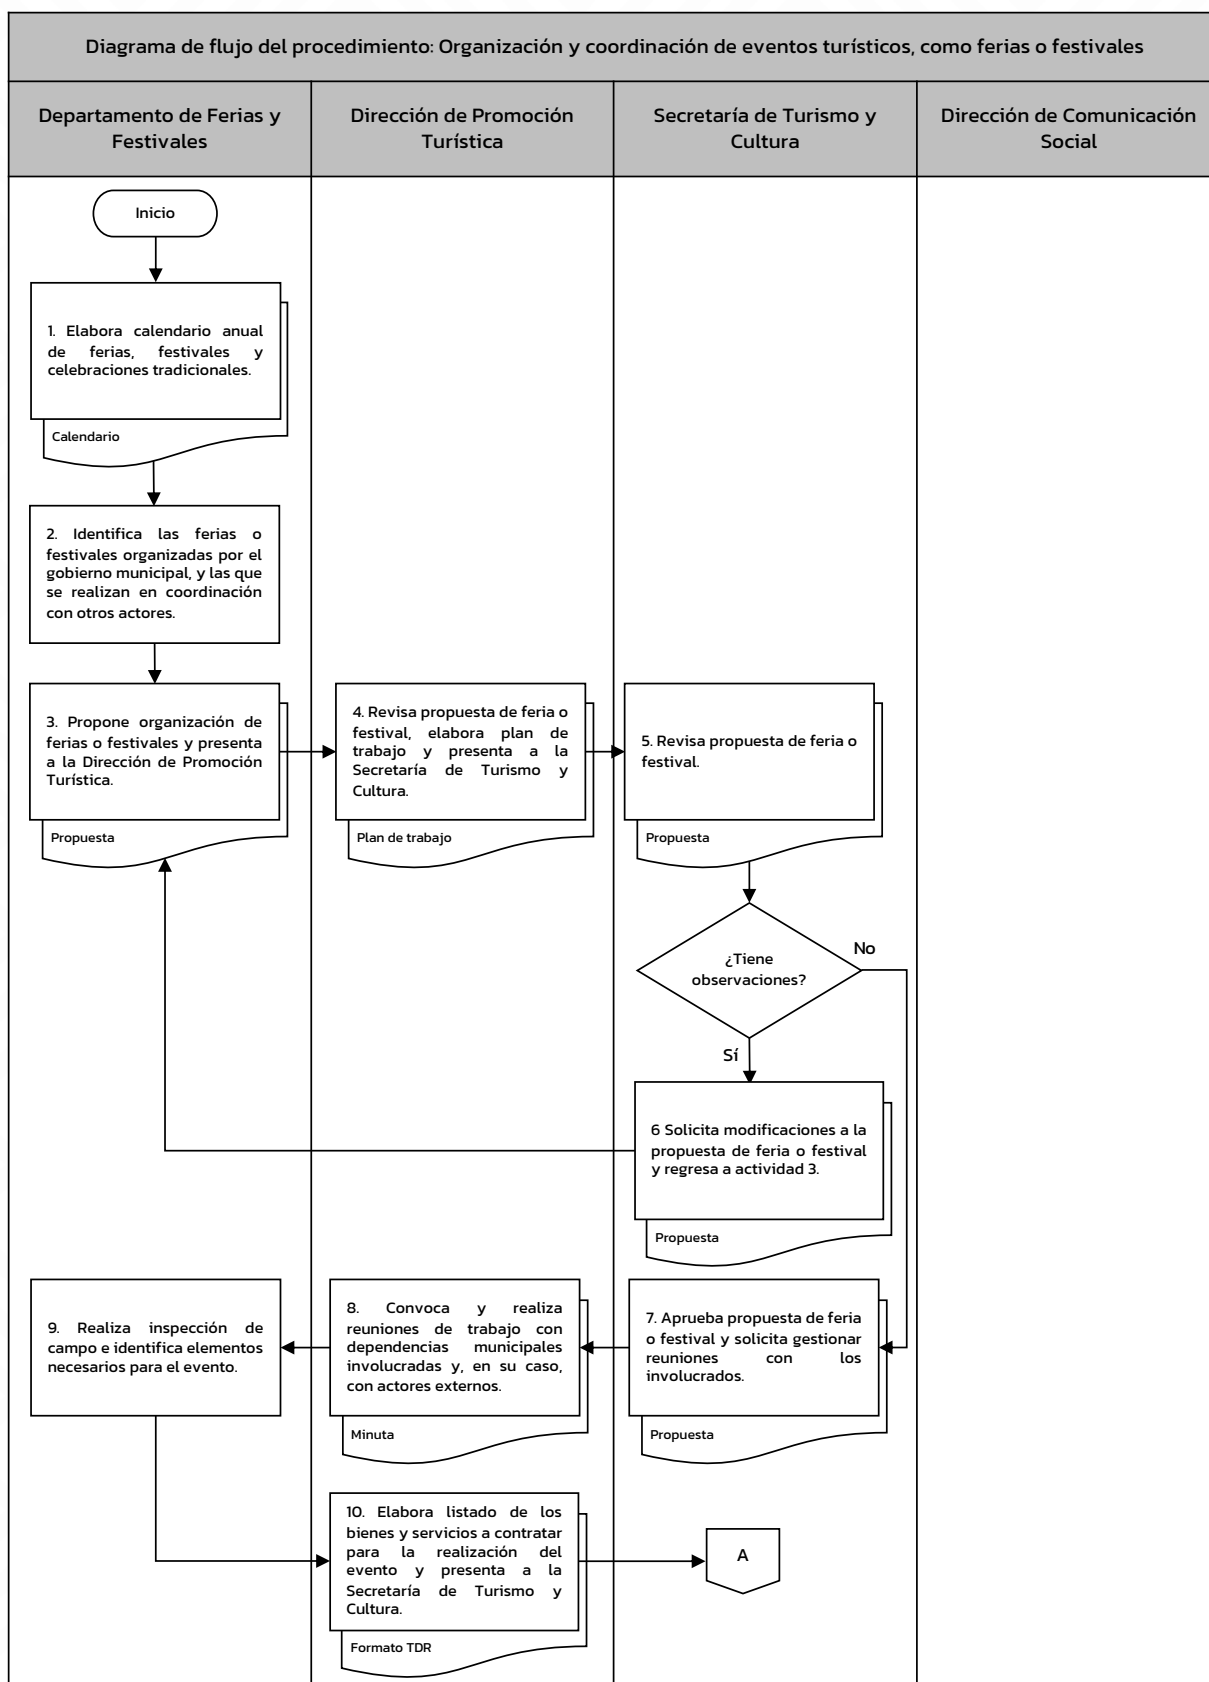 Diagrama de flujo del procedimiento: Organización y coordinación de eventos turísticos, como ferias o festivales
Departamento de Ferias y
Festivales
Dirección de Promoción
Turística
Secretaría de Turismo y
Cultura
Dirección de Comunicación
Social
Inicio
1. Elabora calendario anual
de ferias, festivales y
celebraciones tradicionales.
Calendario
2. Identifica las ferias o
festivales organizadas por el
gobierno municipal, y las que
se realizan en coordinación
con otros actores.
3. Propone organización de
ferias o festivales y presenta
a la Dirección de Promoción
Turística.
Propuesta
4. Revisa propuesta de feria o
festival, elabora plan de
trabajo y presenta a la
Secretaría de Turismo y
Cultura.
Plan de trabajo
5. Revisa propuesta de feria o
festival.
Propuesta
¿Tiene
observaciones?
No
Sí
6 Solicita modificaciones a la
propuesta de feria o festival
y regresa a actividad 3.
Propuesta
7. Aprueba propuesta de feria
o festival y solicita gestionar
reuniones con los
involucrados.
Propuesta
8. Convoca y realiza
reuniones de trabajo con
dependencias municipales
involucradas y, en su caso,
con actores externos.
Minuta
9. Realiza inspección de
campo e identifica elementos
necesarios para el evento.
10. Elabora listado de los
bienes y servicios a contratar
para la realización del
evento y presenta a la
Secretaría de Turismo y
Cultura.
Formato TDR
A